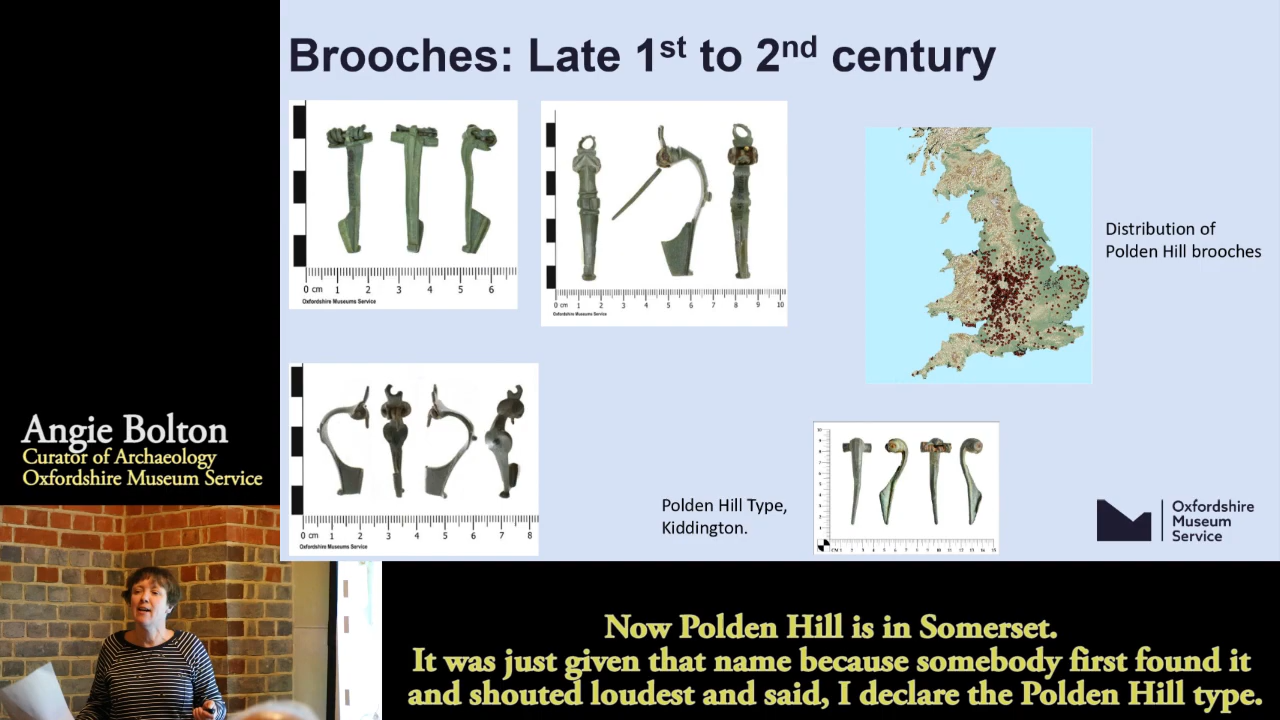 Brooches: Late 1st to 2nd century
0 cm 1 2 3 4 5 6
Oxfordshire Museums Service
0 cm 1 2 3 4 5 6 7 8 9 10
Oxfordshire Museums Service
Distribution of
Polden Hill brooches
0 cm 1 2 3 4 5 6 7 8
Oxfordshire Museums Service
Polden Hill Type,
Kiddington.
Oxfordshire
Museum
Service
Angie Bolton
Curator of Archaeology
Oxfordshire Museum Service
Now Polden Hill is in Somerset.
It was just given that name because somebody first found it
and shouted loudest and said, I declare the Polden Hill type.